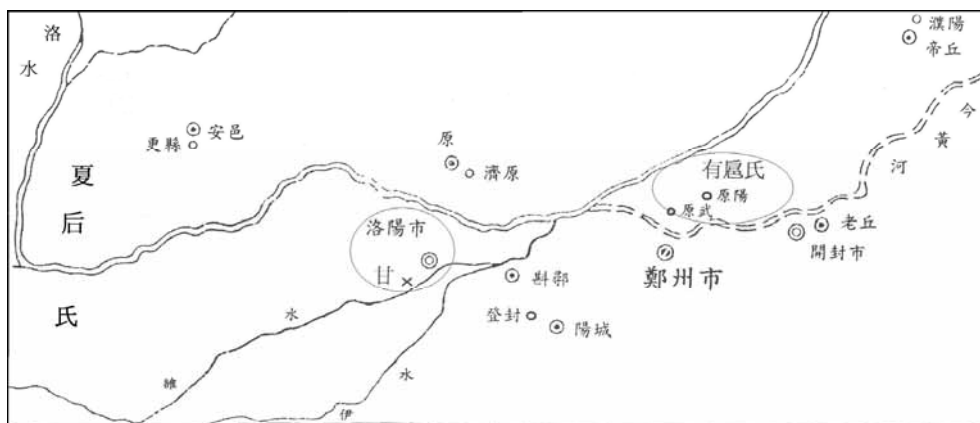 洛水
濮陽
帝丘
今黃河
安邑
更縣
原
濟原
有扈氏
原陽
原武
夏后氏
洛陽市
甘
斟鄩
鄭州市
老丘
開封市
登封
陽城
雒水
伊水